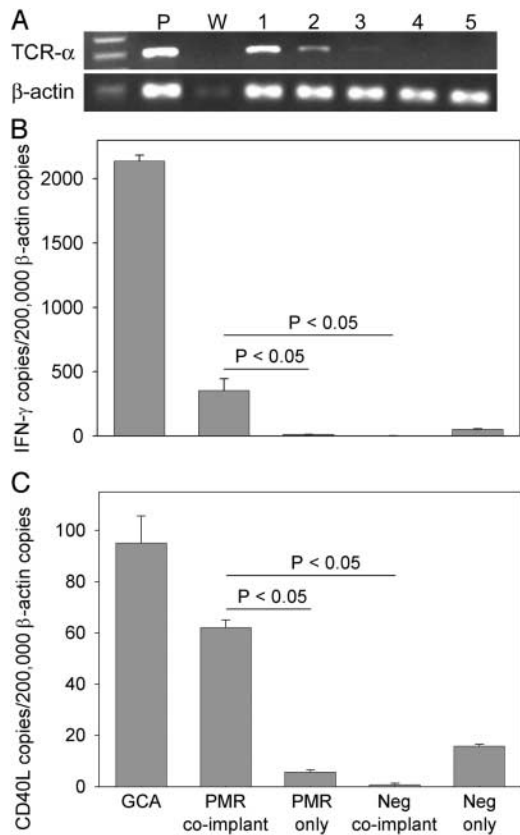 A
P W 1 2 3 4 5
TCR-α
β-actin
B
IFN-γ copies/200,000 β-actin copies
2000
1500
1000
500
0
P < 0.05
P < 0.05
C
CD40L copies/200,000 β-actin copies
100
80
60
40
20
0
P < 0.05
P < 0.05
GCA PMR PMR Neg Neg
co-implant only co-implant only